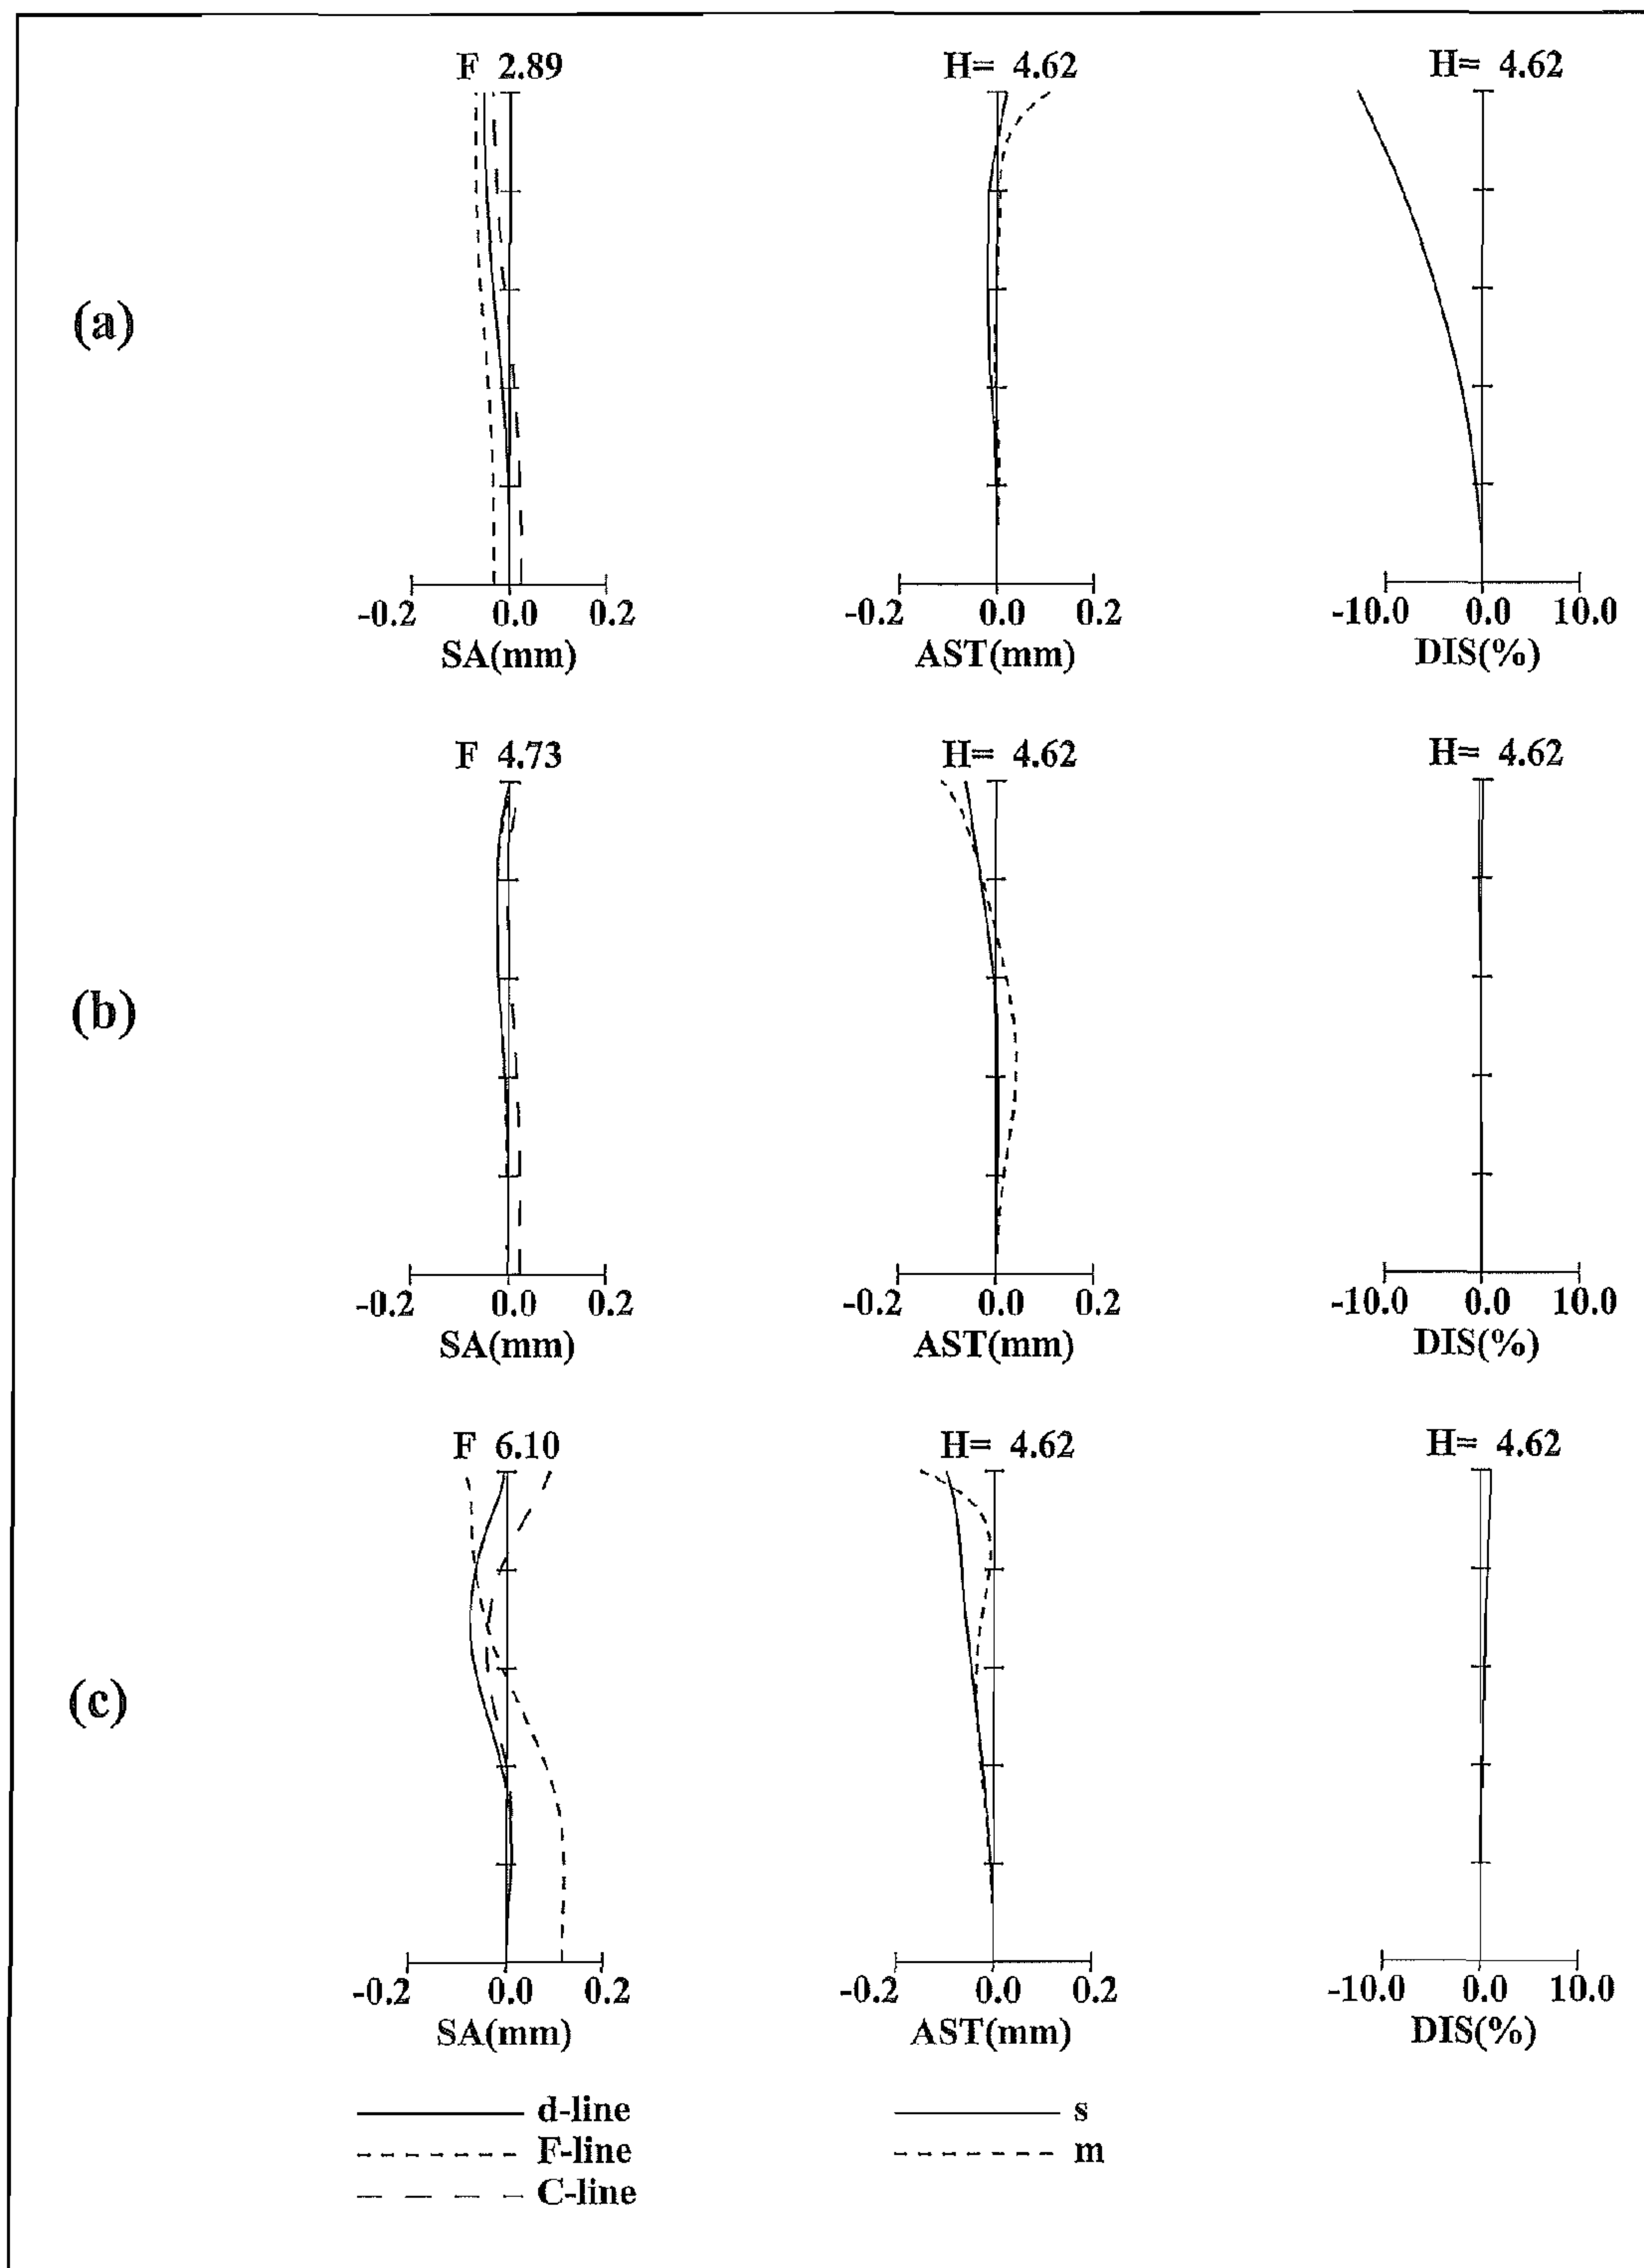 F 2.89 H= 4.62 H= 4.62
(a)
-0.2 0.0 0.2 -0.2 0.0 0.2 -10.0 0.0 10.0
SA(mm) AST(mm) DIS(%)
F 4.73 H= 4.62 H= 4.62
(b)
-0.2 0.0 0.2 -0.2 0.0 0.2 -10.0 0.0 10.0
SA(mm) AST(mm) DIS(%)
F 6.10 H= 4.62 H= 4.62
(c)
-0.2 0.0 0.2 -0.2 0.0 0.2 -10.0 0.0 10.0
SA(mm) AST(mm) DIS(%)
d-line s
F-line m
C-line